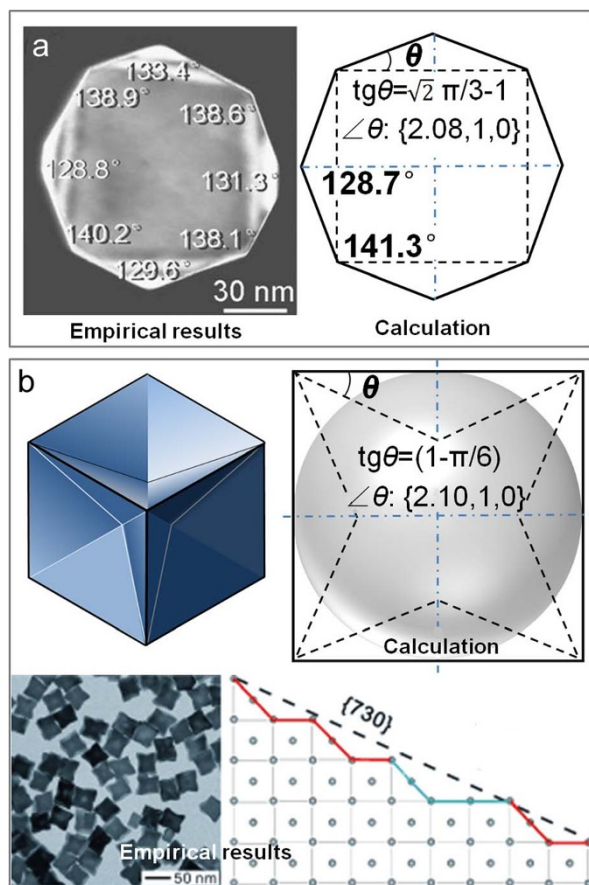 a
133.4°
138.9°
138.6°
128.8°
131.3°
140.2°
138.1°
129.6°
30 nm
Empirical results
θ
tgθ=√2 π/3-1
∠θ: {2.08,1,0}
128.7°
141.3°
Calculation
b
θ
tgθ=(1-π/6)
∠θ: {2.10,1,0}
Calculation
{730}
Empirical results
50 nm